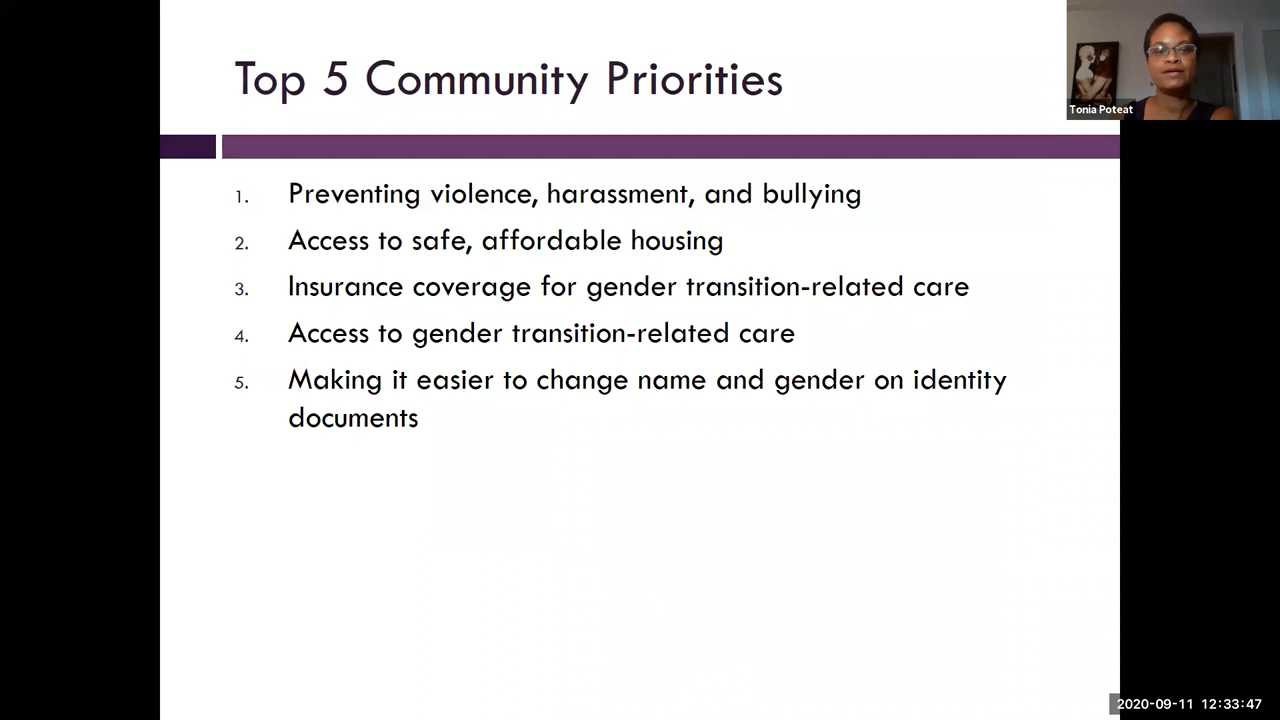 Top 5 Community Priorities
Tonia Poteat
1. Preventing violence, harassment, and bullying
2. Access to safe, affordable housing
3. Insurance coverage for gender transition-related care
4. Access to gender transition-related care
5. Making it easier to change name and gender on identity
documents
2020-09-11 12:33:47